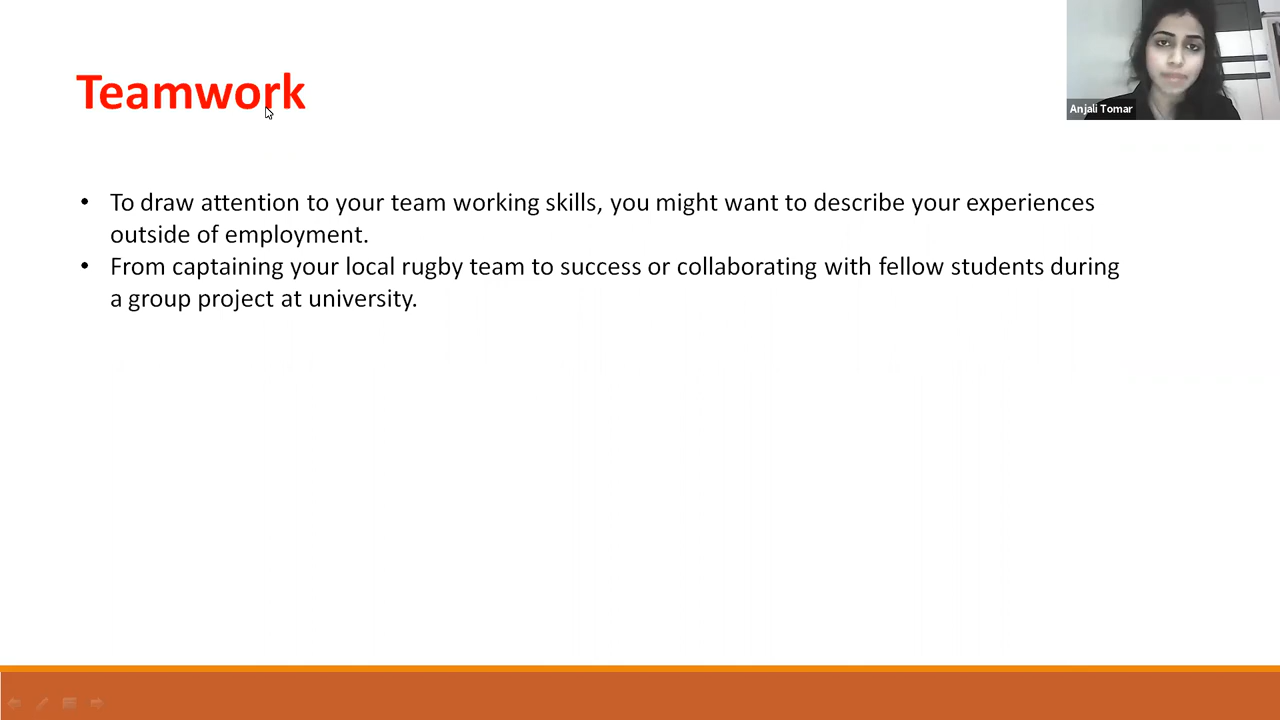 Teamwork
Anjali Tomar
• To draw attention to your team working skills, you might want to describe your experiences
outside of employment.
• From captaining your local rugby team to success or collaborating with fellow students during
a group project at university.